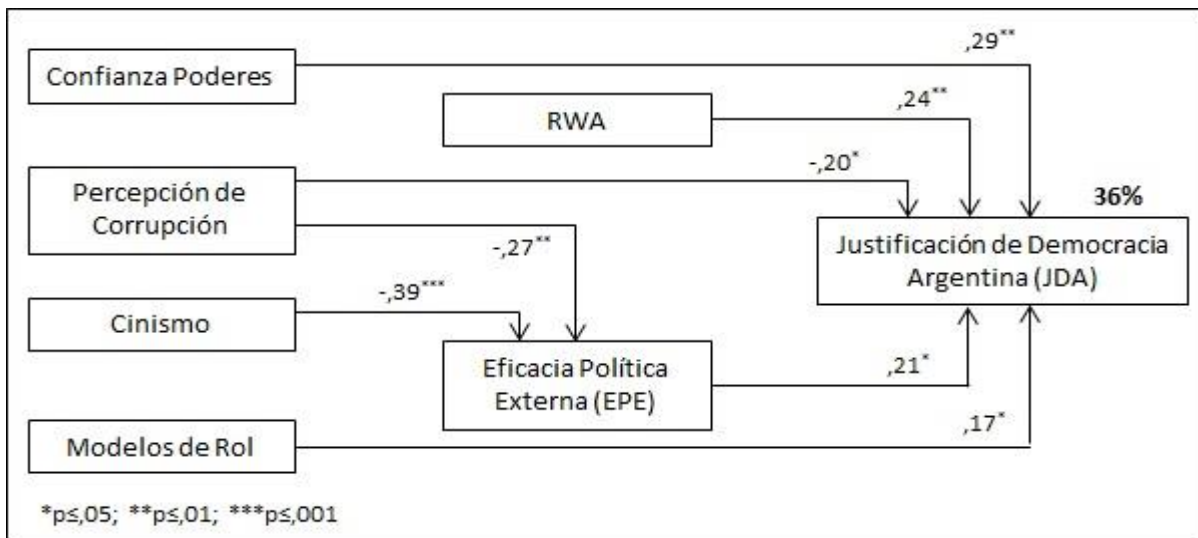 ,29**
Confianza Poderes
RWA
,24**
-,20*
Percepción de
Corrupción
36%
Justificación de Democracia
Argentina (JDA)
-,27**
-,39***
Cinismo
Eficacia Política
Externa (EPE)
,21*
Modelos de Rol
,17*
*p≤,05; **p≤,01; ***p≤,001